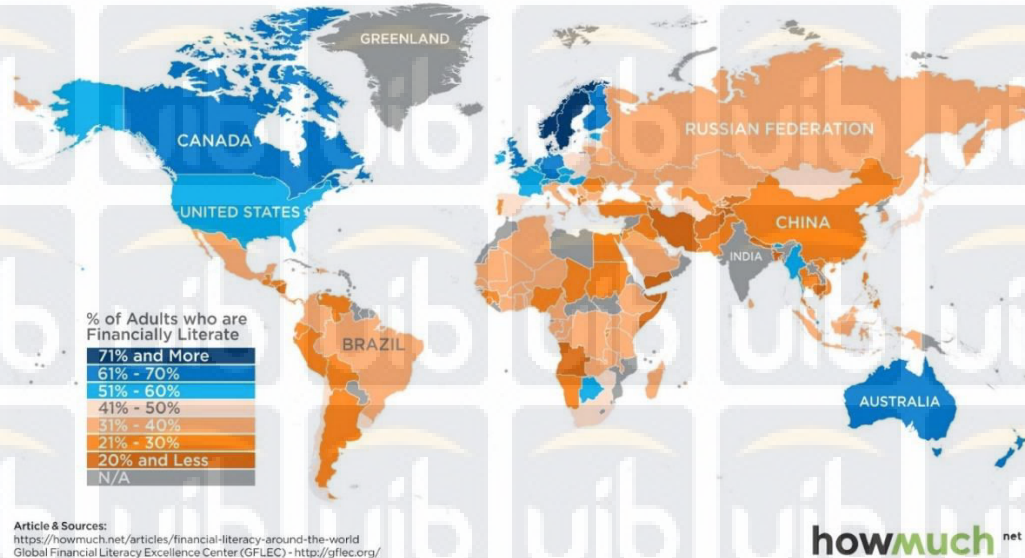 GREENLAND
CANADA
RUSSIAN FEDERATION
UNITED STATES
CHINA
INDIA
BRAZIL
AUSTRALIA
% of Adults who are
Financially Literate
71% and More
61% - 70%
51% - 60%
41% - 50%
31% - 40%
21% - 30%
20% and Less
N/A
Article & Sources:
https://howmuch.net/articles/financial-literacy-around-the-world
Global Financial Literacy Excellence Center (GFLEC) - http://gflec.org/
howmuch.net
uib